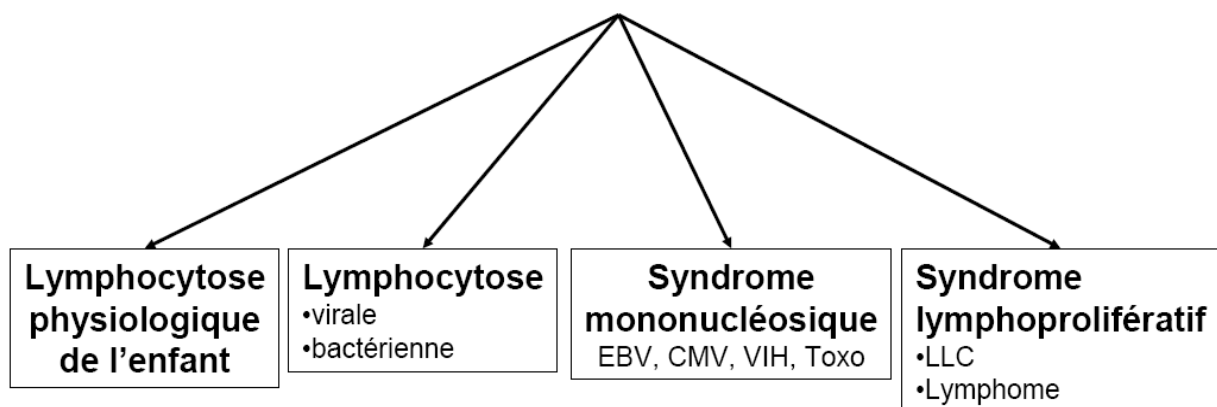 Lymphocytose
physiologique
de l’enfant
Lymphocytose
•virale
•bactérienne
Syndrome
mononucléosique
EBV, CMV, VIH, Toxo
Syndrome
lymphoprolifératif
•LLC
•Lymphome